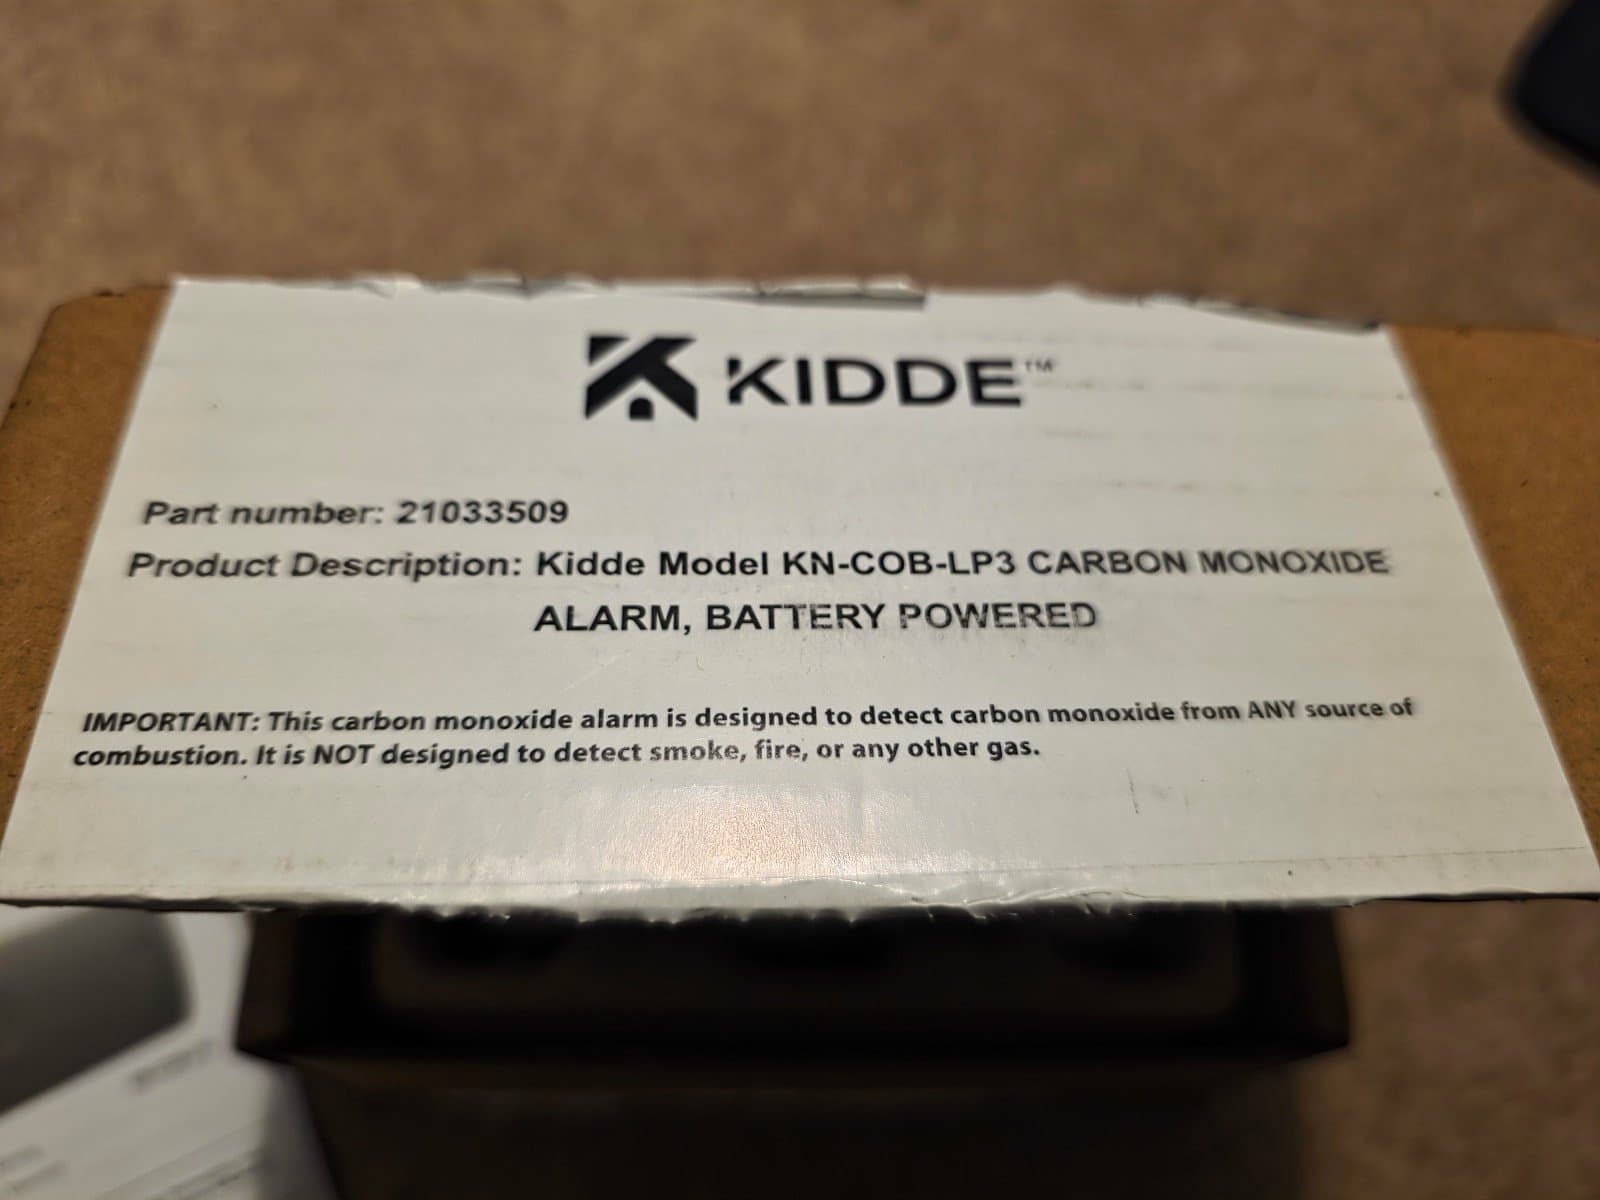 KIDDE™
Part number: 21033509
Product Description: Kidde Model KN-COB-LP3 CARBON MONOXIDE
ALARM, BATTERY POWERED
IMPORTANT: This carbon monoxide alarm is designed to detect carbon monoxide from ANY source of
combustion. It is NOT designed to detect smoke, fire, or any other gas.